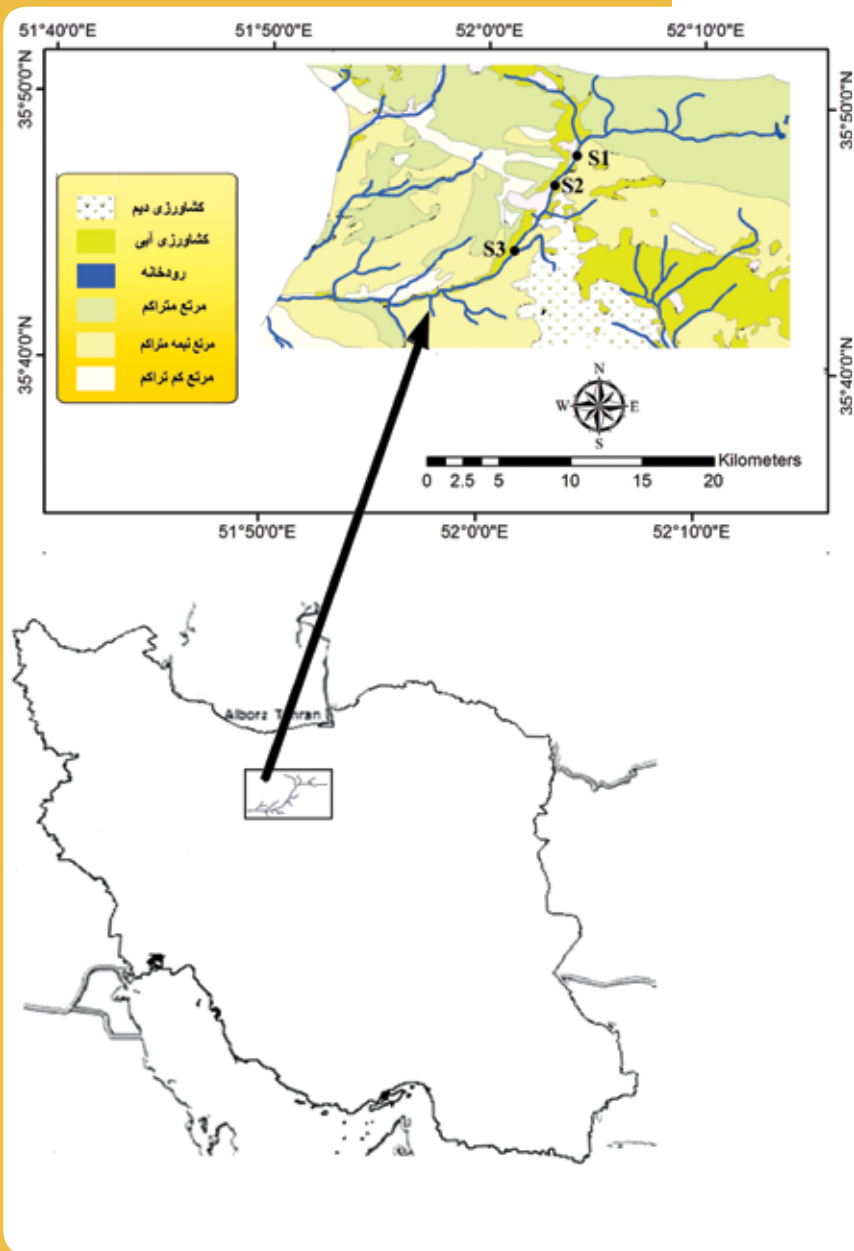 51°40'0"E 51°50'0"E 52°0'0"E 52°10'0"E
35°50'0"N
35°50'0"N
S1
S2
S3
کشاورزی دیم
کشاورزی آبی
رودخانه
مرتع متراکم
مرتع نیمه متراکم
مرتع کم تراکم
35°40'0"N
35°40'0"N
N
W E
S
Kilometers
0 2.5 5 10 15 20
51°50'0"E 52°0'0"E 52°10'0"E
Alborz Tehran